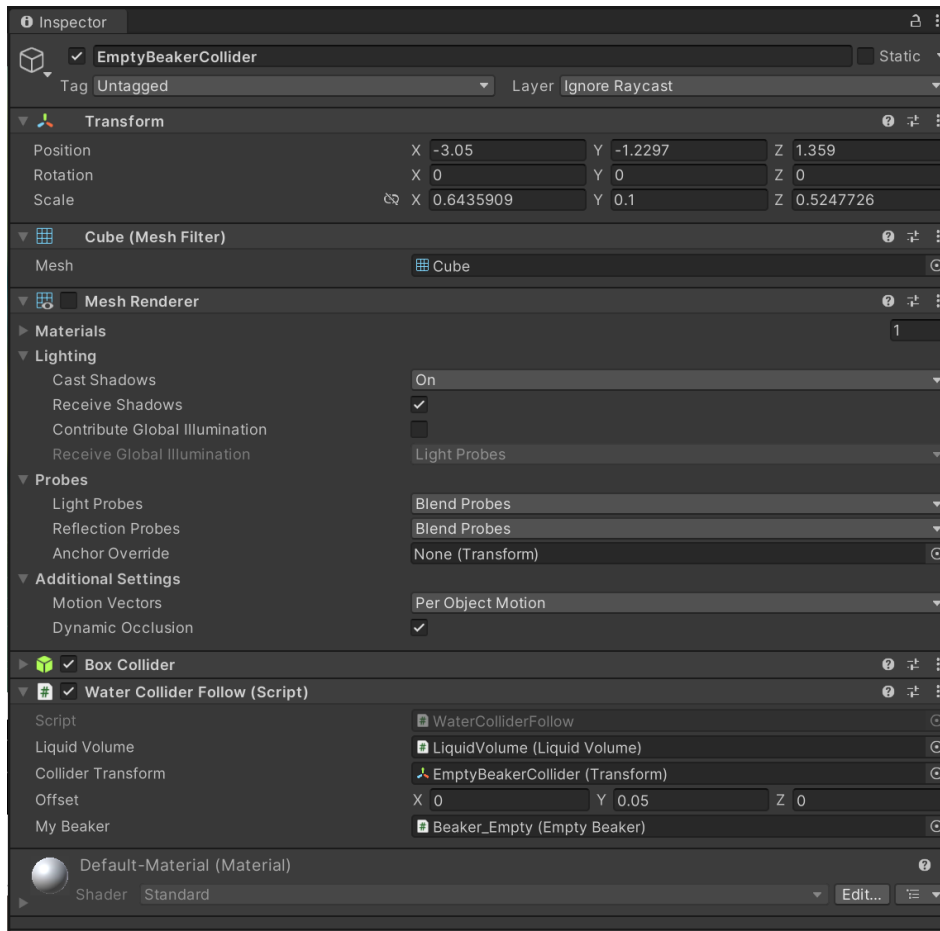 Inspector
EmptyBeakerCollider Static
Tag Untagged Layer Ignore Raycast
Transform
Position X -3.05 Y -1.2297 Z 1.359
Rotation X 0 Y 0 Z 0
Scale X 0.6435909 Y 0.1 Z 0.5247726
Cube (Mesh Filter)
Mesh Cube
Mesh Renderer
Materials 1
Lighting
Cast Shadows On
Receive Shadows
Contribute Global Illumination
Receive Global Illumination Light Probes
Probes
Light Probes Blend Probes
Reflection Probes Blend Probes
Anchor Override None (Transform)
Additional Settings
Motion Vectors Per Object Motion
Dynamic Occlusion
Box Collider
# Water Collider Follow (Script)
Script # WaterColliderFollow
Liquid Volume # LiquidVolume (Liquid Volume)
Collider Transform EmptyBeakerCollider (Transform)
Offset X 0 Y 0.05 Z 0
My Beaker # Beaker_Empty (Empty Beaker)
Default-Material (Material)
Shader Standard Edit...